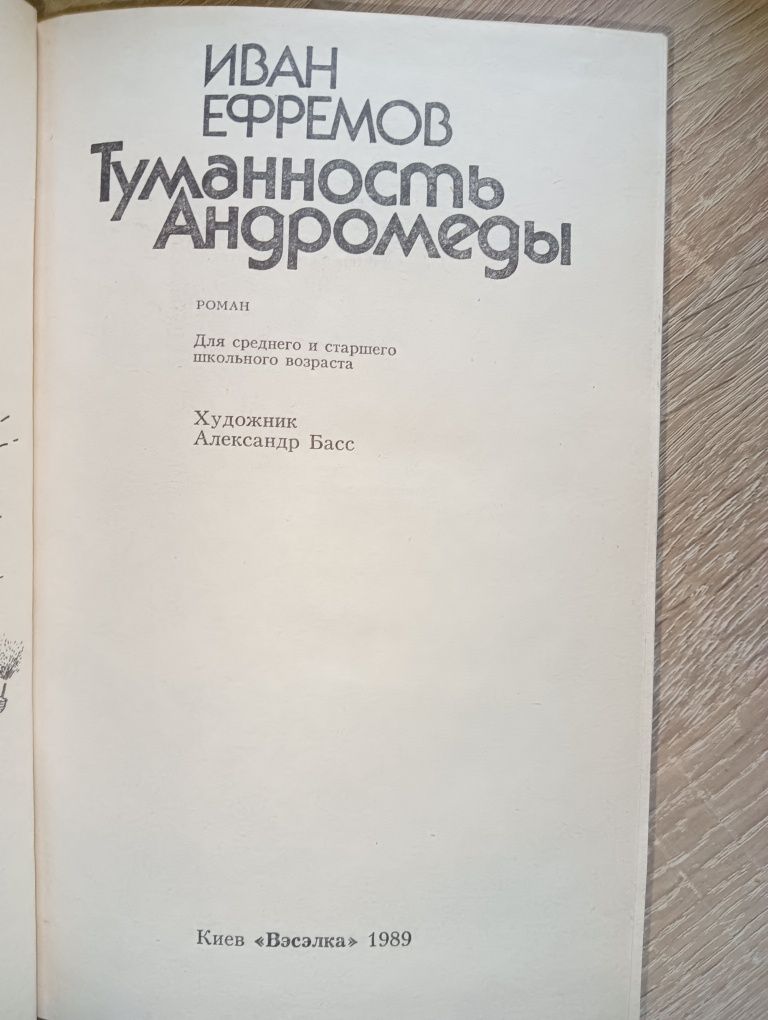 ИВАН
ЕФРЕМОВ
Туманность
Андромеды
РОМАН
Для среднего и старшего
школьного возраста
Художник
Александр Басс
Киев «Вэсэлка» 1989